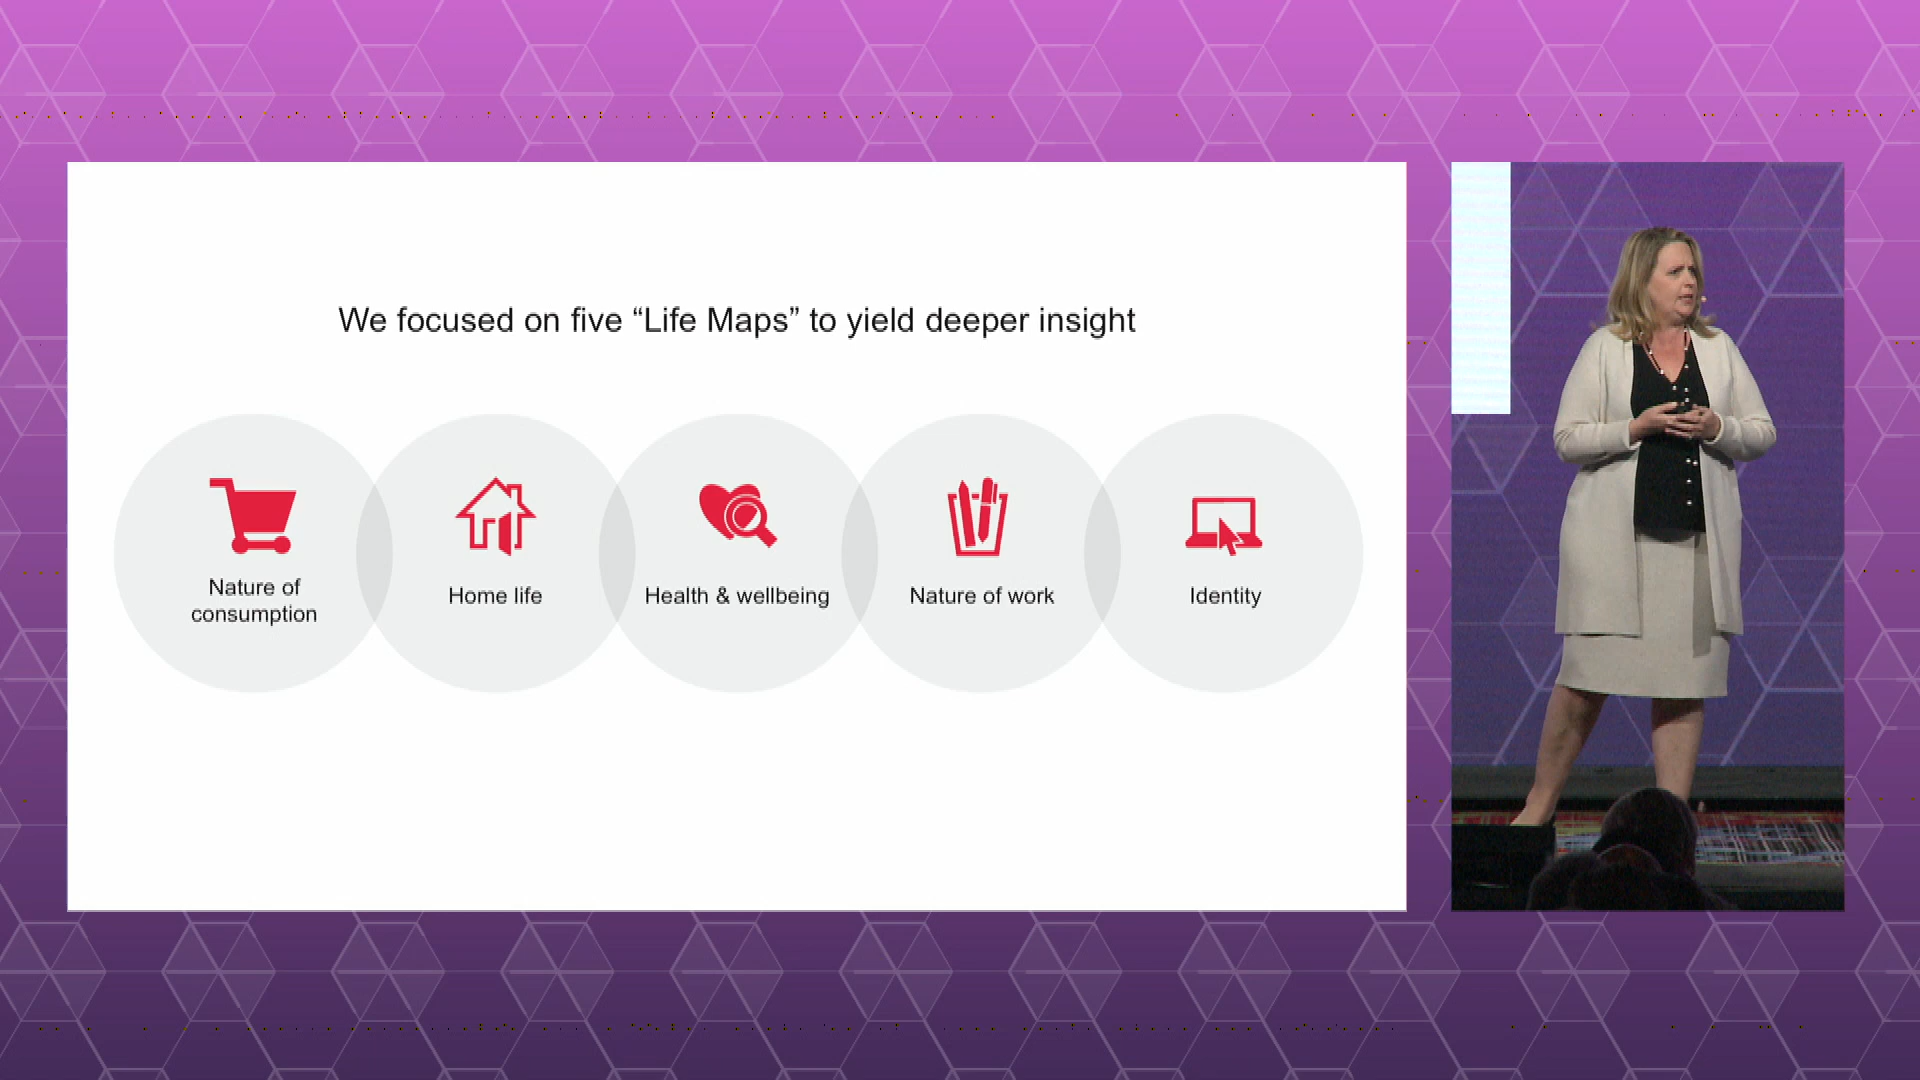 We focused on five “Life Maps” to yield deeper insight
Nature of
consumption
Home life
Health & wellbeing
Nature of work
Identity